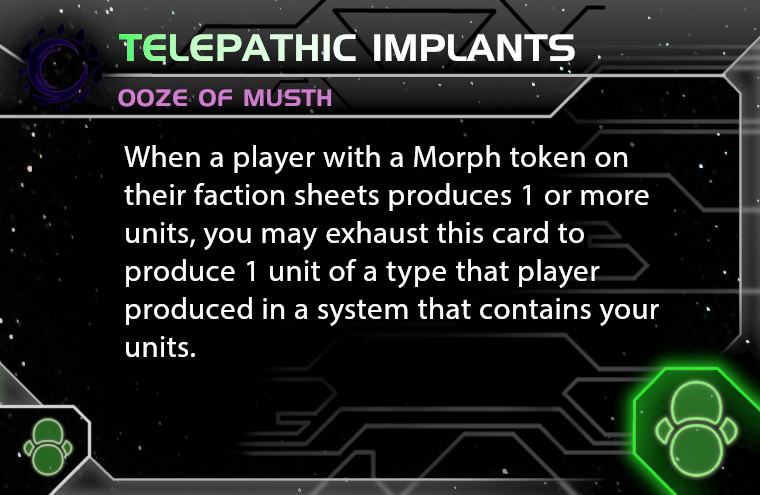 TELEPATHIC IMPLANTS
OOZE OF MUSTH
When a player with a Morph token on
their faction sheets produces 1 or more
units, you may exhaust this card to
produce 1 unit of a type that player
produced in a system that contains your
units.